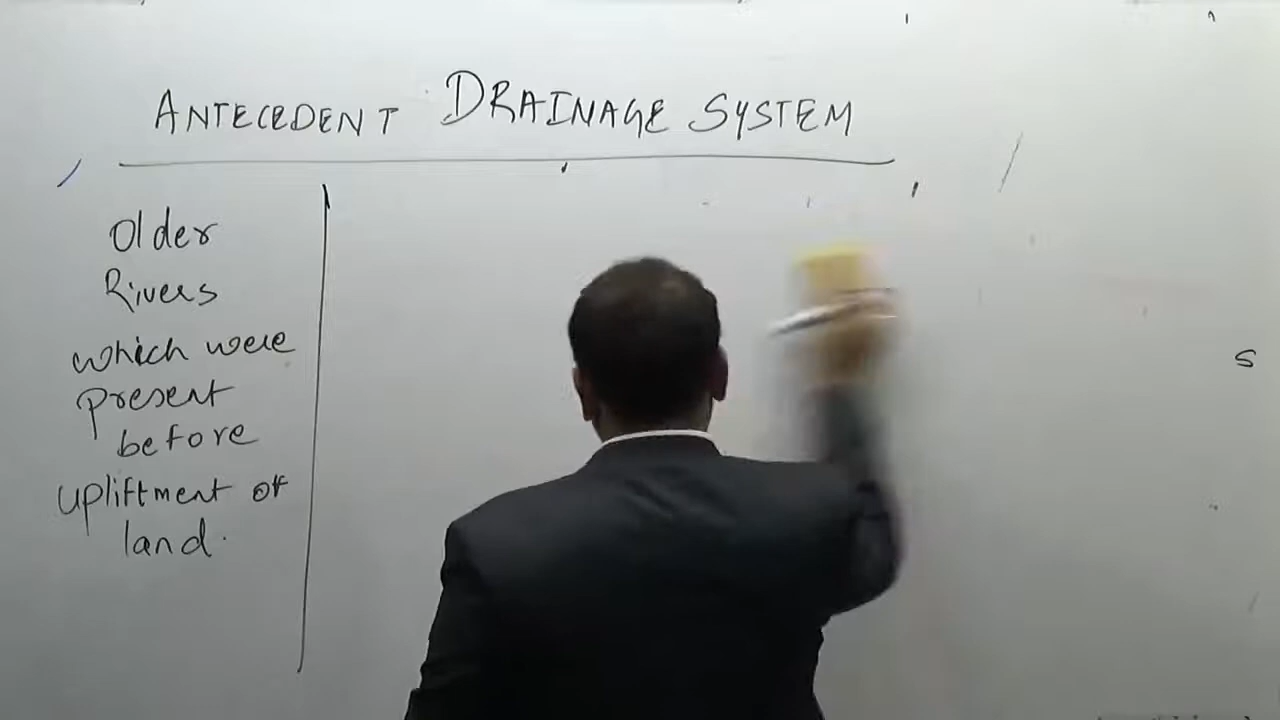 ANTECEDENT DRAINAGE SYSTEM
Older
Rivers
which were
present
before
upliftment of
land.
S